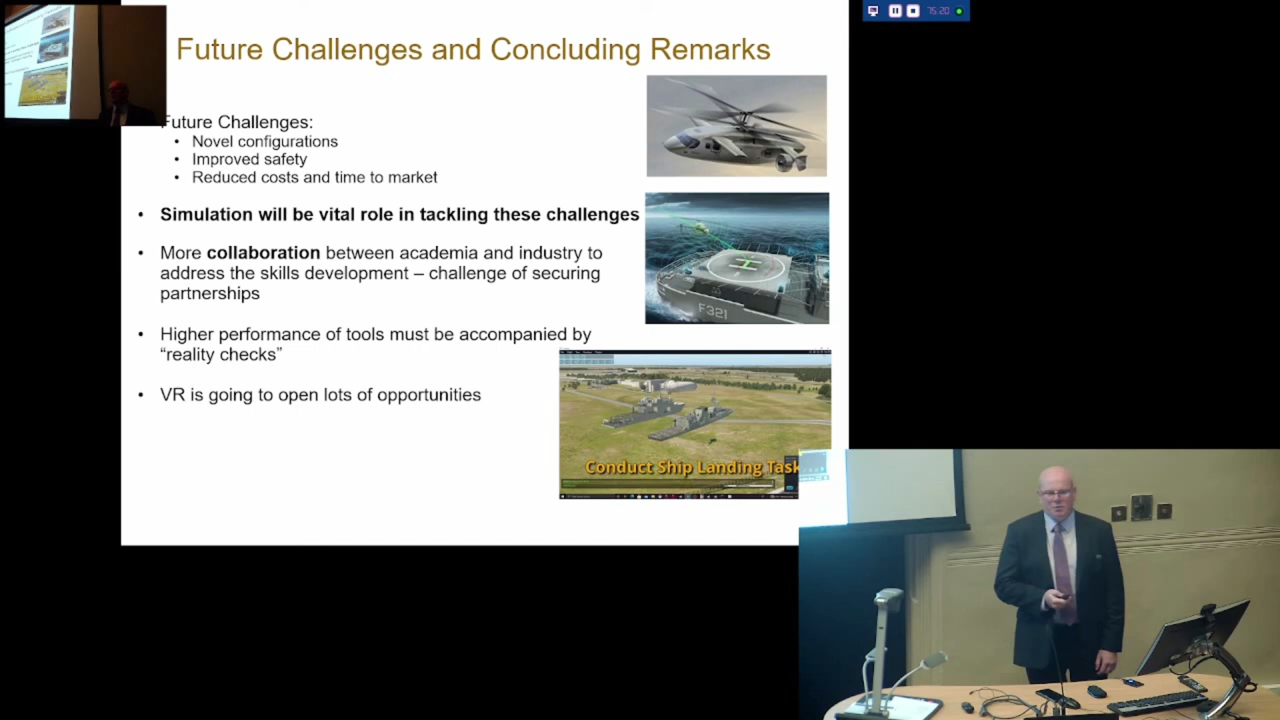 75:20
Future Challenges and Concluding Remarks
Future Challenges:
• Novel configurations
• Improved safety
• Reduced costs and time to market
• Simulation will be vital role in tackling these challenges
• More collaboration between academia and industry to
address the skills development – challenge of securing
partnerships
• Higher performance of tools must be accompanied by
“reality checks”
• VR is going to open lots of opportunities
F321
Conduct Ship Landing Task